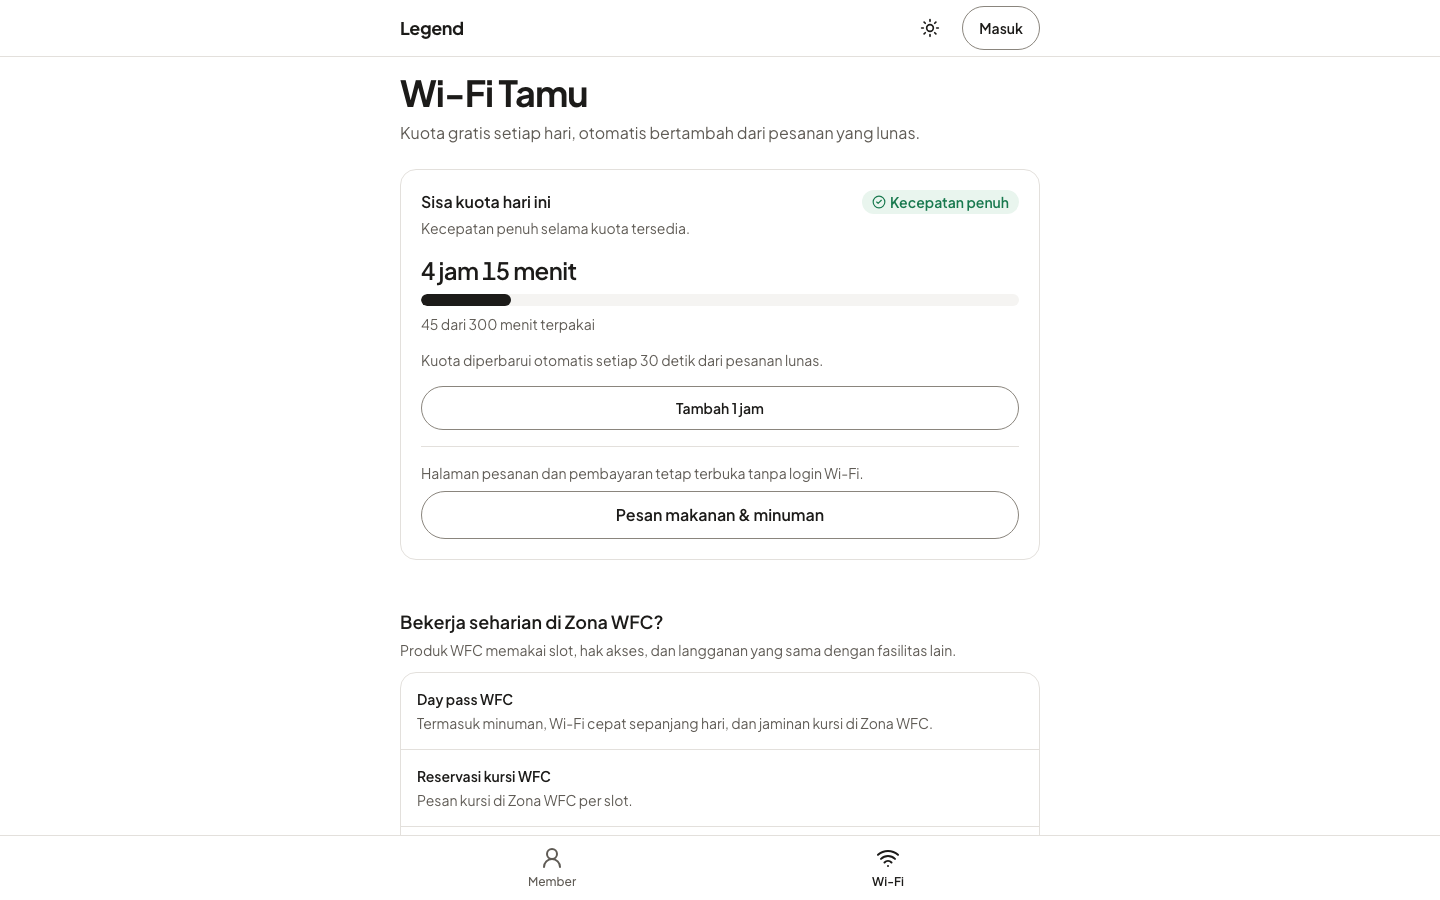 Legend
Masuk
Wi-Fi Tamu
Kuota gratis setiap hari, otomatis bertambah dari pesanan yang lunas.
Sisa kuota hari ini
Kecepatan penuh
Kecepatan penuh selama kuota tersedia.
4 jam 15 menit
45 dari 300 menit terpakai
Kuota diperbarui otomatis setiap 30 detik dari pesanan lunas.
Tambah 1 jam
Halaman pesanan dan pembayaran tetap terbuka tanpa login Wi-Fi.
Pesan makanan & minuman
Bekerja seharian di Zona WFC?
Produk WFC memakai slot, hak akses, dan langganan yang sama dengan fasilitas lain.
Day pass WFC
Termasuk minuman, Wi-Fi cepat sepanjang hari, dan jaminan kursi di Zona WFC.
Reservasi kursi WFC
Pesan kursi di Zona WFC per slot.
Member
Wi-Fi